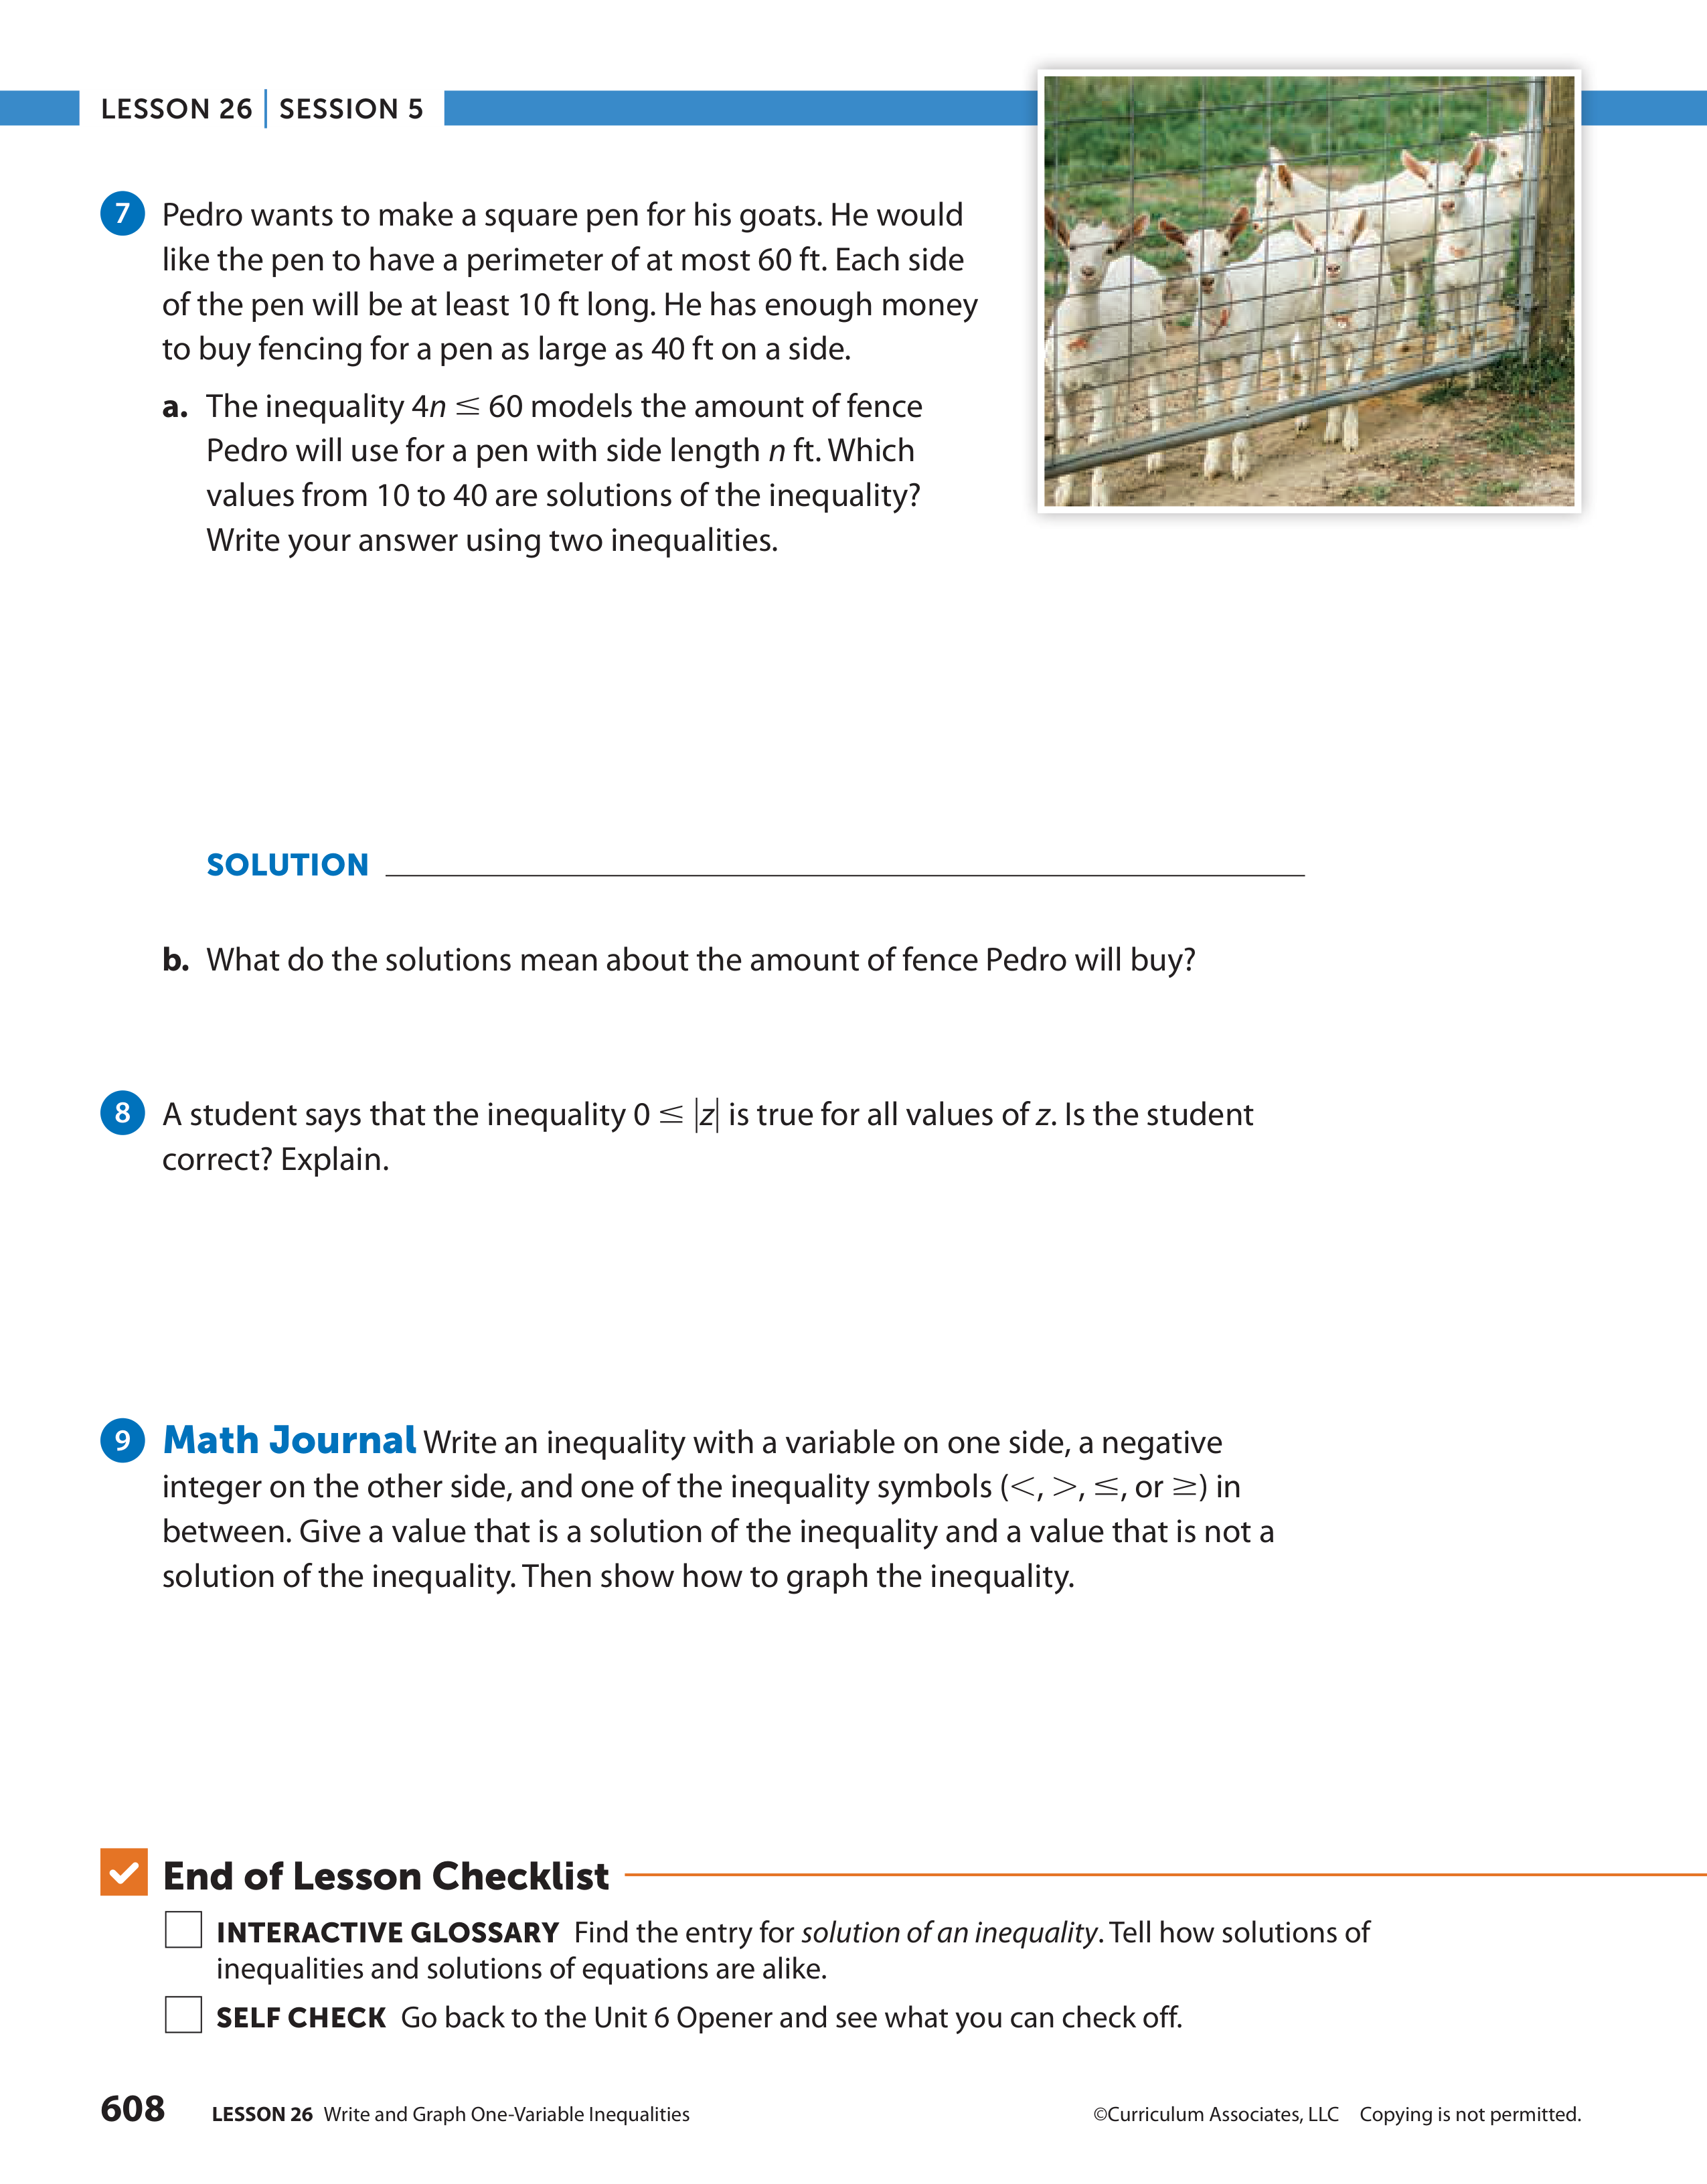 LESSON 26 | SESSION 5
7 Pedro wants to make a square pen for his goats. He would
like the pen to have a perimeter of at most 60 ft. Each side
of the pen will be at least 10 ft long. He has enough money
to buy fencing for a pen as large as 40 ft on a side.
a. The inequality 4n ≤ 60 models the amount of fence
Pedro will use for a pen with side length n ft. Which
values from 10 to 40 are solutions of the inequality?
Write your answer using two inequalities.
SOLUTION
b. What do the solutions mean about the amount of fence Pedro will buy?
8 A student says that the inequality 0 ≤ |z| is true for all values of z. Is the student
correct? Explain.
9 Math Journal Write an inequality with a variable on one side, a negative
integer on the other side, and one of the inequality symbols (<, >, ≤, or ≥) in
between. Give a value that is a solution of the inequality and a value that is not a
solution of the inequality. Then show how to graph the inequality.
End of Lesson Checklist
INTERACTIVE GLOSSARY Find the entry for solution of an inequality. Tell how solutions of
inequalities and solutions of equations are alike.
SELF CHECK Go back to the Unit 6 Opener and see what you can check off.
608 LESSON 26 Write and Graph One-Variable Inequalities ©Curriculum Associates, LLC Copying is not permitted.